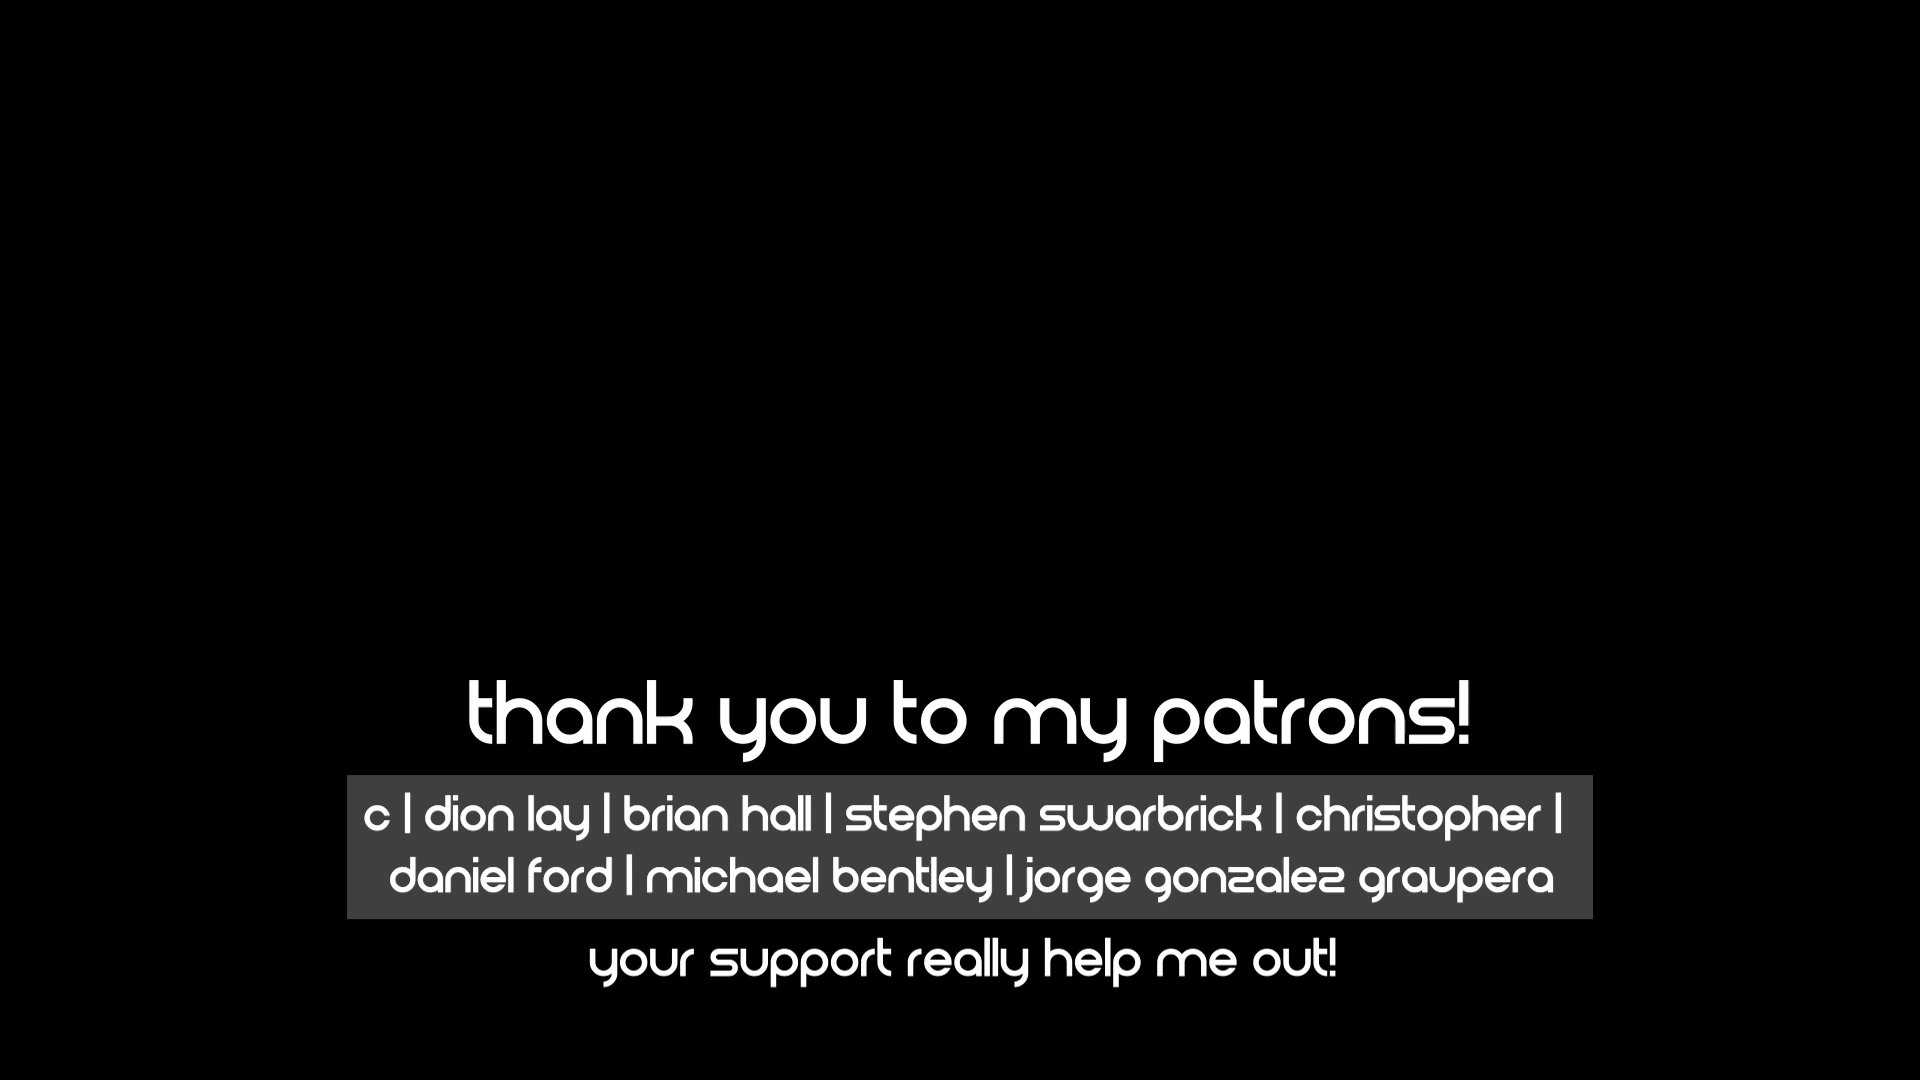 thank you to my patrons!
c | dion lay | brian hall | stephen swarbrick | christopher |
daniel ford | michael bentley | jorge gonzalez graupera
your support really help me out!